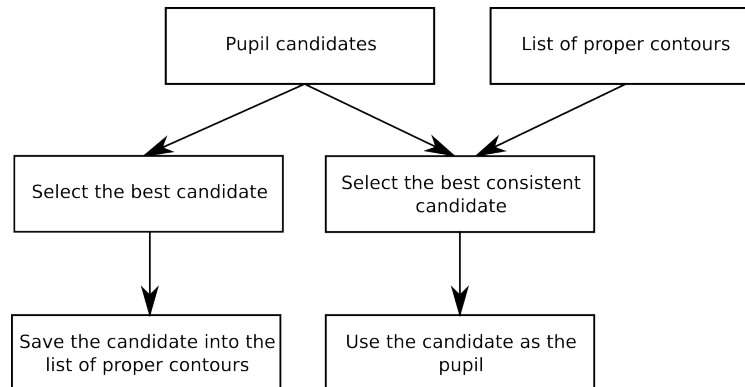 Pupil candidates
List of proper contours
Select the best candidate
Select the best consistent
candidate
Save the candidate into the
list of proper contours
Use the candidate as the
pupil